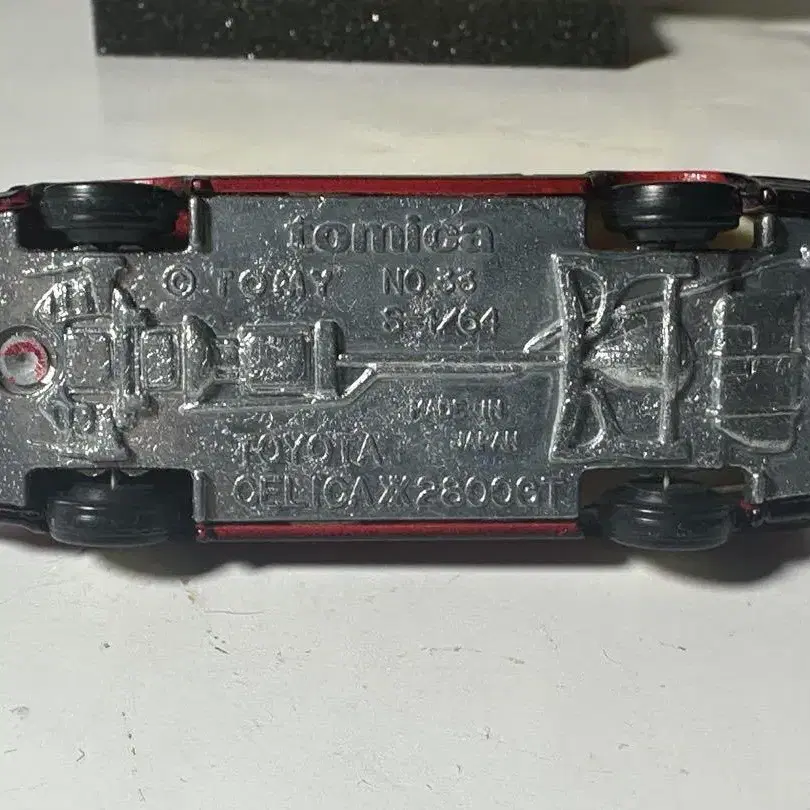 tomica
© TOMY NO.33
S=1/64
MADE IN
JAPAN
TOYOTA
CELICA XX 2800GT